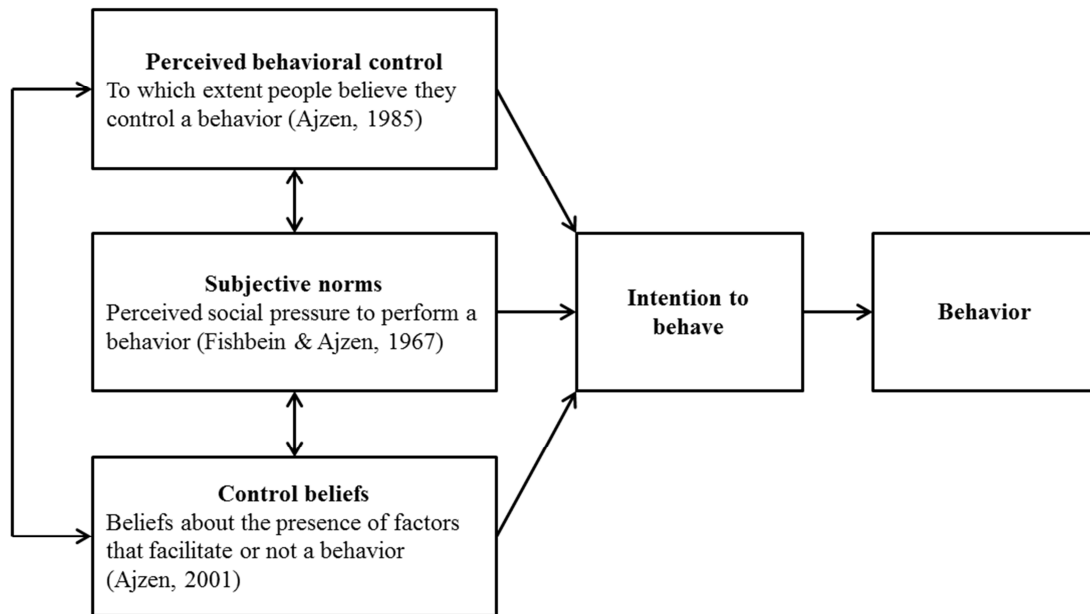 Perceived behavioral control
To which extent people believe they
control a behavior (Ajzen, 1985)
Subjective norms
Perceived social pressure to perform a
behavior (Fishbein & Ajzen, 1967)
Control beliefs
Beliefs about the presence of factors
that facilitate or not a behavior
(Ajzen, 2001)
Intention to
behave
Behavior